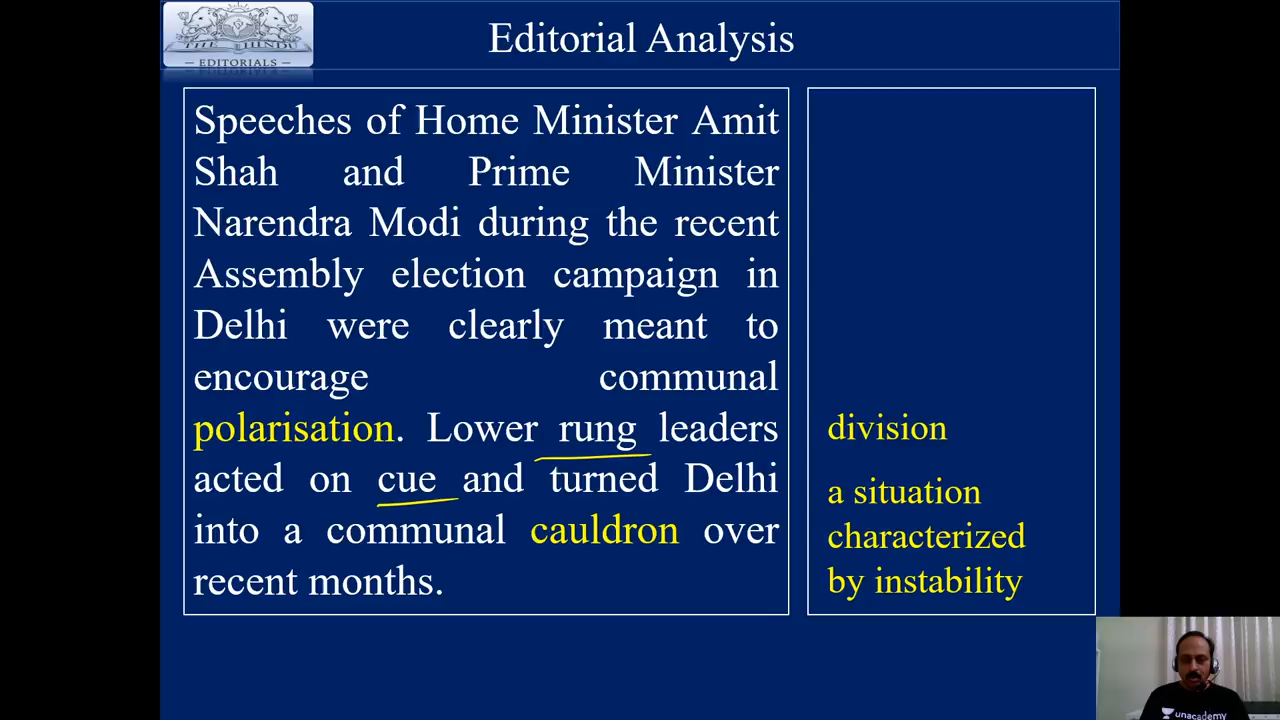 THE HINDU
— EDITORIALS —
Editorial Analysis
Speeches of Home Minister Amit
Shah and Prime Minister
Narendra Modi during the recent
Assembly election campaign in
Delhi were clearly meant to
encourage communal
polarisation. Lower rung leaders
acted on cue and turned Delhi
into a communal cauldron over
recent months.
division
a situation
characterized
by instability
unacademy